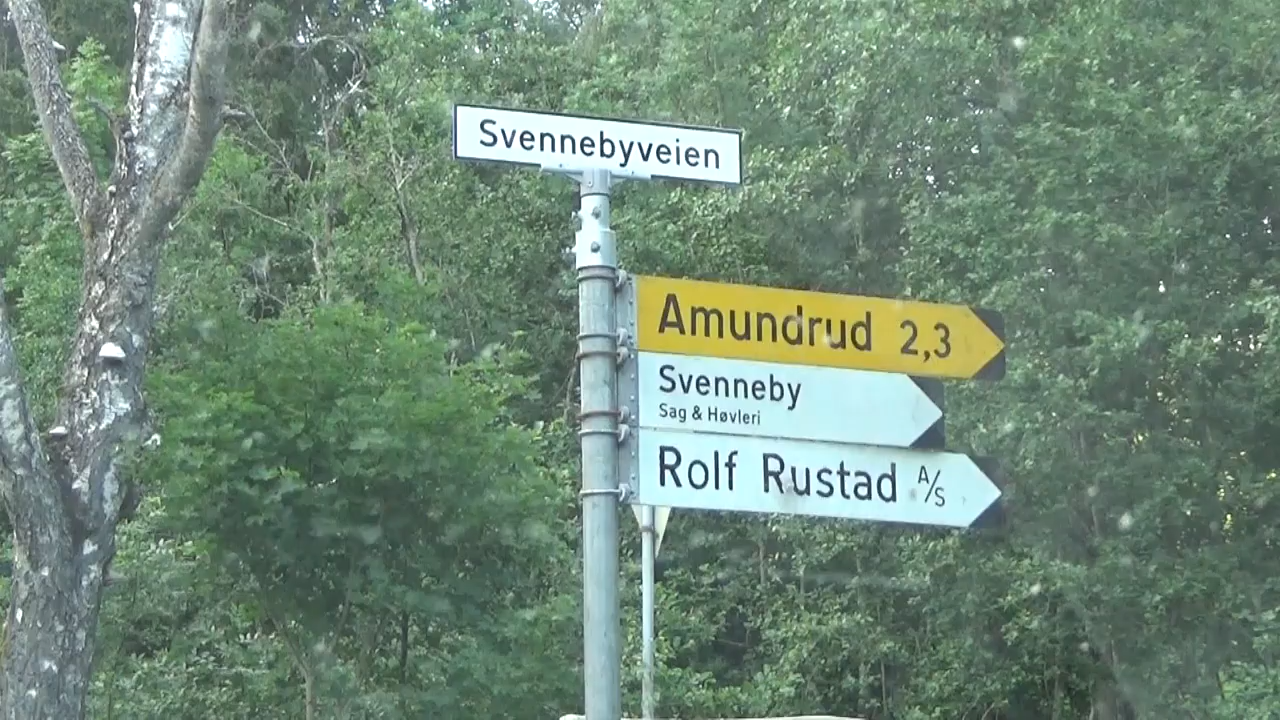 Svennebyveien
Amundrud 2,3
Svenneby
Sag & Høvleri
Rolf Rustad A/S